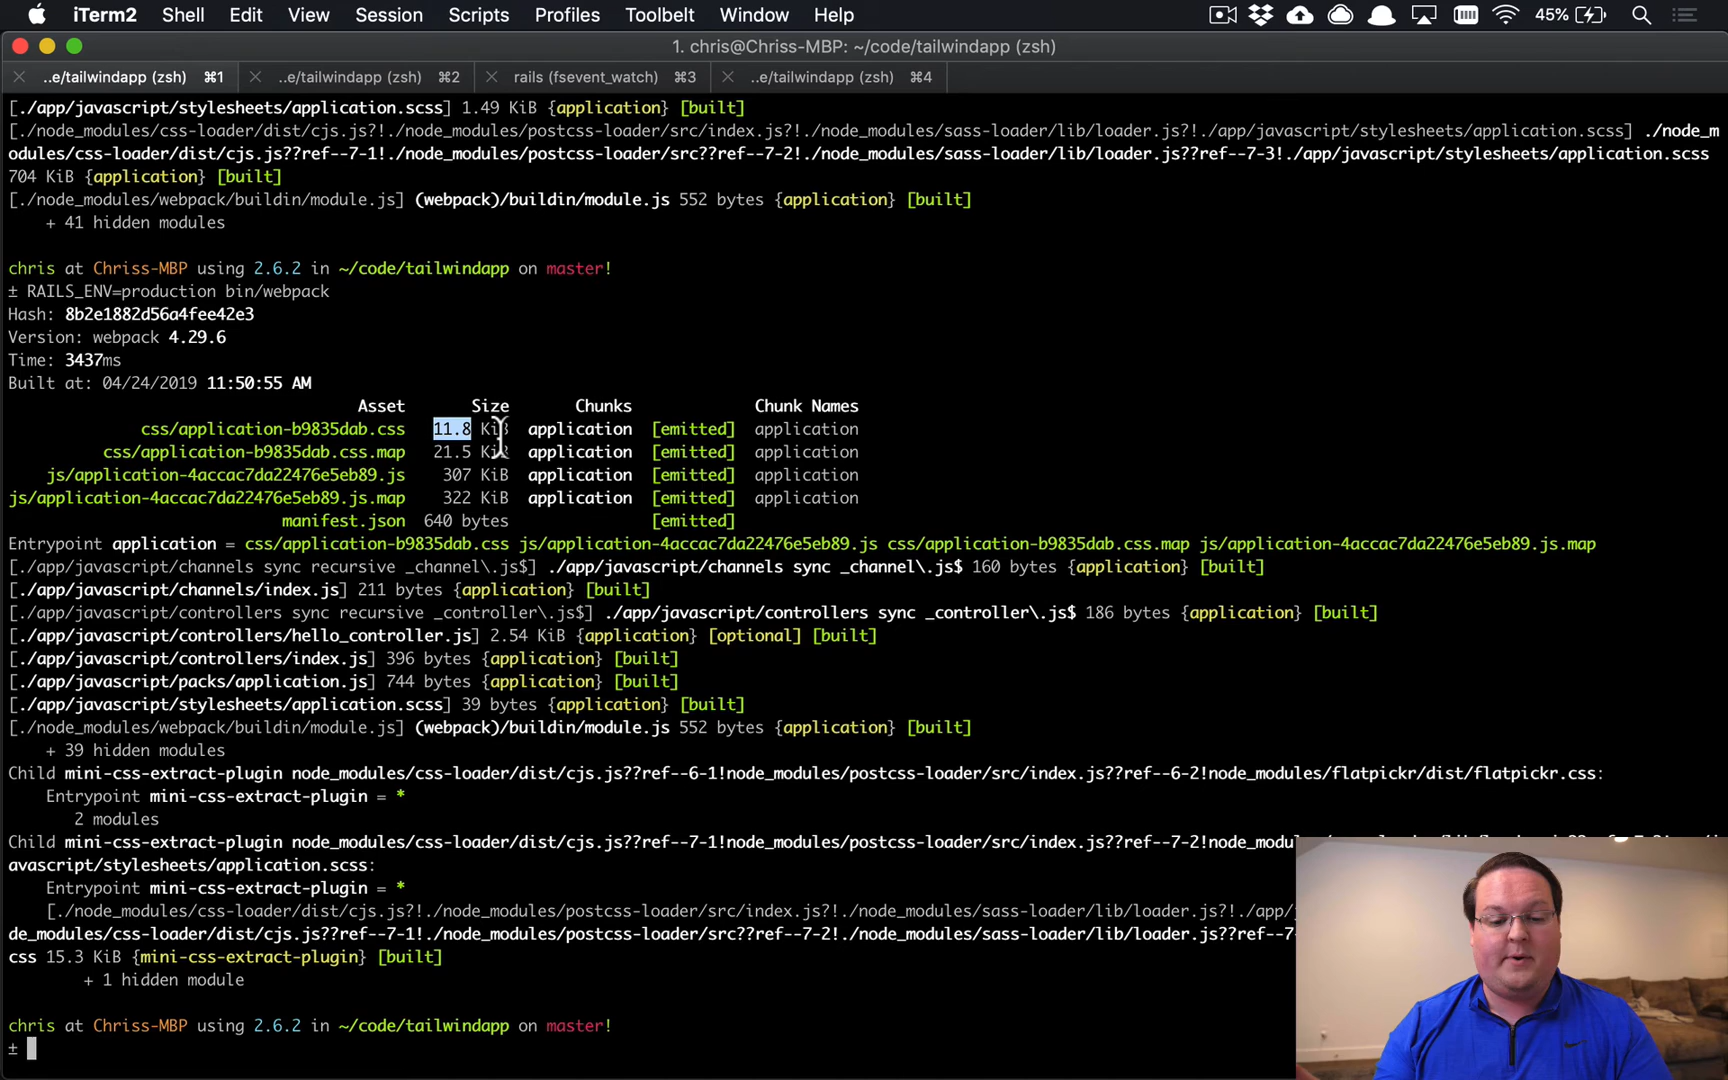 iTerm2 Shell Edit View Session Scripts Profiles Toolbelt Window Help 45%
1. chris@Chriss-MBP: ~/code/tailwindapp (zsh)
..e/tailwindapp (zsh) ⌘1 ..e/tailwindapp (zsh) ⌘2 rails (fsevent_watch) ⌘3 ..e/tailwindapp (zsh) ⌘4
[./app/javascript/stylesheets/application.scss] 1.49 KiB {application} [built]
[./node_modules/css-loader/dist/cjs.js?!./node_modules/postcss-loader/src/index.js?!./node_modules/sass-loader/lib/loader.js?!./app/javascript/stylesheets/application.scss] ./node_m
odules/css-loader/dist/cjs.js??ref--7-1!./node_modules/postcss-loader/src??ref--7-2!./node_modules/sass-loader/lib/loader.js??ref--7-3!./app/javascript/stylesheets/application.scss
704 KiB {application} [built]
[./node_modules/webpack/buildin/module.js] (webpack)/buildin/module.js 552 bytes {application} [built]
+ 41 hidden modules
chris at Chriss-MBP using 2.6.2 in ~/code/tailwindapp on master!
± RAILS_ENV=production bin/webpack
Hash: 8b2e1882d56a4fee42e3
Version: webpack 4.29.6
Time: 3437ms
Built at: 04/24/2019 11:50:55 AM
Asset Size Chunks Chunk Names
css/application-b9835dab.css 11.8 KiB application [emitted] application
css/application-b9835dab.css.map 21.5 KiB application [emitted] application
js/application-4accac7da22476e5eb89.js 307 KiB application [emitted] application
js/application-4accac7da22476e5eb89.js.map 322 KiB application [emitted] application
manifest.json 640 bytes [emitted]
Entrypoint application = css/application-b9835dab.css js/application-4accac7da22476e5eb89.js css/application-b9835dab.css.map js/application-4accac7da22476e5eb89.js.map
[./app/javascript/channels sync recursive _channel\.js$] ./app/javascript/channels sync _channel\.js$ 160 bytes {application} [built]
[./app/javascript/channels/index.js] 211 bytes {application} [built]
[./app/javascript/controllers sync recursive _controller\.js$] ./app/javascript/controllers sync _controller\.js$ 186 bytes {application} [built]
[./app/javascript/controllers/hello_controller.js] 2.54 KiB {application} [optional] [built]
[./app/javascript/controllers/index.js] 396 bytes {application} [built]
[./app/javascript/packs/application.js] 744 bytes {application} [built]
[./app/javascript/stylesheets/application.scss] 39 bytes {application} [built]
[./node_modules/webpack/buildin/module.js] (webpack)/buildin/module.js 552 bytes {application} [built]
+ 39 hidden modules
Child mini-css-extract-plugin node_modules/css-loader/dist/cjs.js??ref--6-1!node_modules/postcss-loader/src/index.js??ref--6-2!node_modules/flatpickr/dist/flatpickr.css:
Entrypoint mini-css-extract-plugin = *
2 modules
Child mini-css-extract-plugin node_modules/css-loader/dist/cjs.js??ref--7-1!node_modules/postcss-loader/src/index.js??ref--7-2!node_modu
avascript/stylesheets/application.scss:
Entrypoint mini-css-extract-plugin = *
[./node_modules/css-loader/dist/cjs.js?!./node_modules/postcss-loader/src/index.js?!./node_modules/sass-loader/lib/loader.js?!./app/
de_modules/css-loader/dist/cjs.js??ref--7-1!./node_modules/postcss-loader/src??ref--7-2!./node_modules/sass-loader/lib/loader.js??ref--7-
css 15.3 KiB {mini-css-extract-plugin} [built]
+ 1 hidden module
chris at Chriss-MBP using 2.6.2 in ~/code/tailwindapp on master!
±